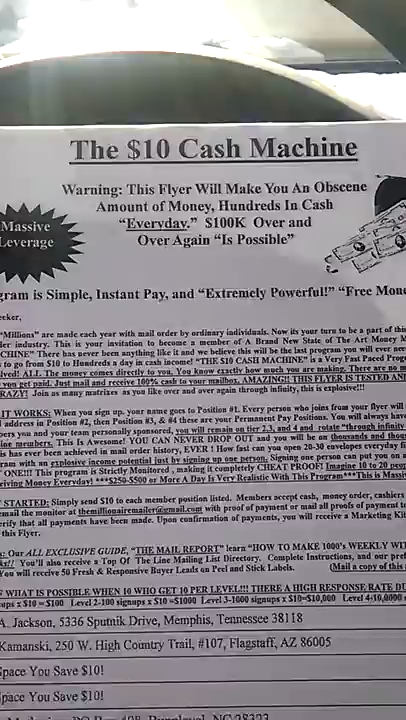 The $10 Cash Machine
Warning: This Flyer Will Make You An Obscene
Amount of Money, Hundreds In Cash
"Everyday." $100K Over and
Over Again "Is Possible"
Massive
Leverage
gram is Simple, Instant Pay, and "Extremely Powerful!" "Free Mone
eeker,
"Millions" are made each year with mail order by ordinary individuals. Now its your turn to be a part of this
der industry. This is your invitation to become a member of A Brand New State of The Art Money M
CHINE" There has never been anything like it and we believe this will be the last program you will ever nee
s to go from $10 to Hundreds a day in cash income! "THE $10 CASH MACHINE" is a Very Fast Paced Progra
lved! ALL The money comes directly to you. You know exactly how much you are making. There are no m
you get paid. Just mail and receive 100% cash to your mailbox. AMAZING!! THIS FLYER IS TESTED AN
RAZY! Join as many matrixes as you like over and over again through infinity, this is explosive!!!
IT WORKS: When you sign up, your name goes to Position #1. Every person who joins from your flyer will
d address in Position #2, then Position #3, & #4 these are your Permanent Pay Positions. You will always have
bers you and your team personally sponsored, you will remain on tier 2,3, and 4 and rotate "through infinity
line members. This is Awesome! YOU CAN NEVER DROP OUT and you will be on thousands and thous
is has ever been achieved in mail order history, EVER ! How fast can you open 20-30 envelopes everyday fi
ram with an explosive income potential just by signing up one person. Signing one person can put you on a
ONE!!! This program is Strictly Monitored , making it completely CHEAT PROOF! Imagine 10 to 20 peop
eiving Money Everyday! ***$250-$500 or More A Day Is Very Realistic With This Program***This is Massiv
STARTED: Simply send $10 to each member position listed. Members accept cash, money order, cashiers
email the monitor at themillionairemailer@gmail.com with proof of payment or mail all proofs of payment to
erify that all payments have been made. Upon confirmation of payments, you will receive a Marketing Kit
this Flyer.
Our ALL EXCLUSIVE GUIDE, "THE MAIL REPORT" learn "HOW TO MAKE 1000's WEEKLY WIT
ks!! You'll also receive a Top Of The Line Mailing List Directory. Complete Instructions, and our pref
You will receive 50 Fresh & Responsive Buyer Leads on Peel and Stick Labels. (Mail a copy of this
F WHAT IS POSSIBLE WHEN 10 WHO GET 10 PER LEVEL!!! THERE A HIGH RESPONSE RATE DU
ups x $10 = $100 Level 2-100 signups x $10 =$1000 Level 3-1000 signups x $10=$10,000 Level 4-10,0000 s
A. Jackson, 5336 Sputnik Drive, Memphis, Tennessee 38118
Kamanski, 250 W. High Country Trail, #107, Flagstaff, AZ 86005
Space You Save $10!
Space You Save $10!